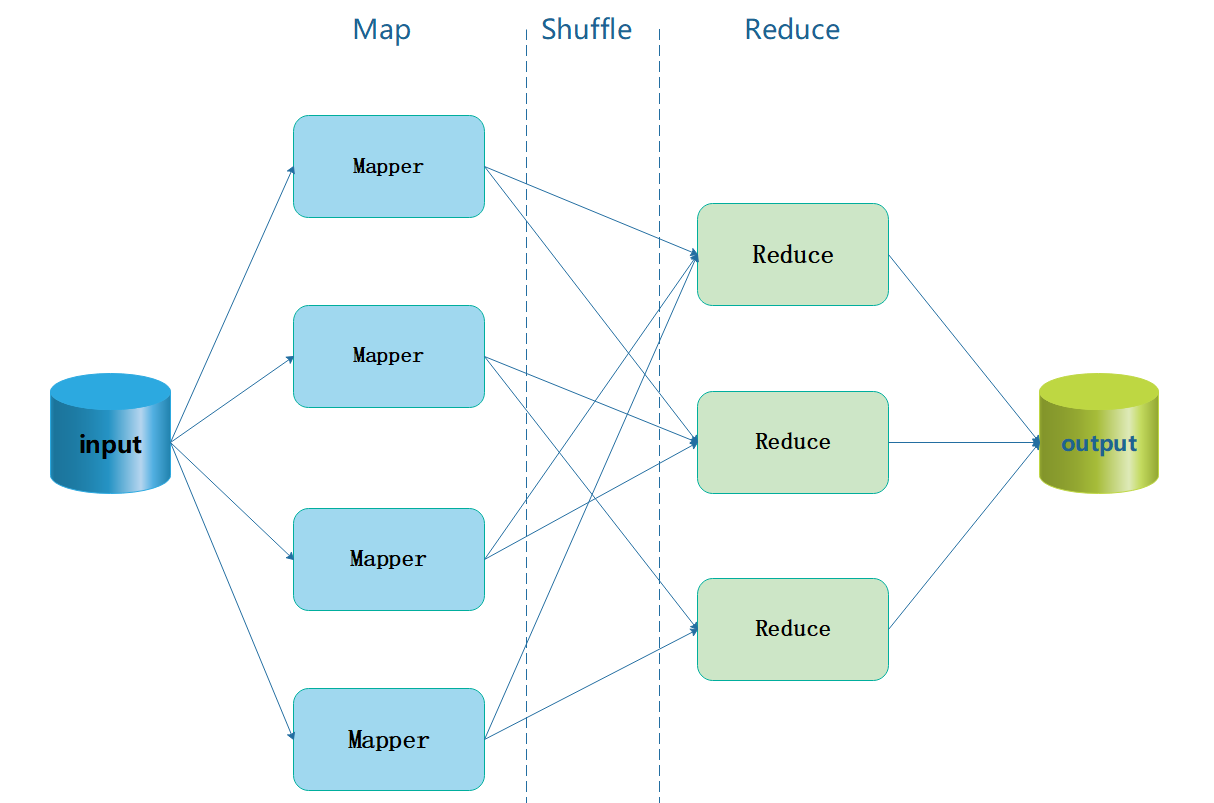 Map
Shuffle
Reduce
Mapper
Mapper
Mapper
Mapper
input
Reduce
Reduce
Reduce
output